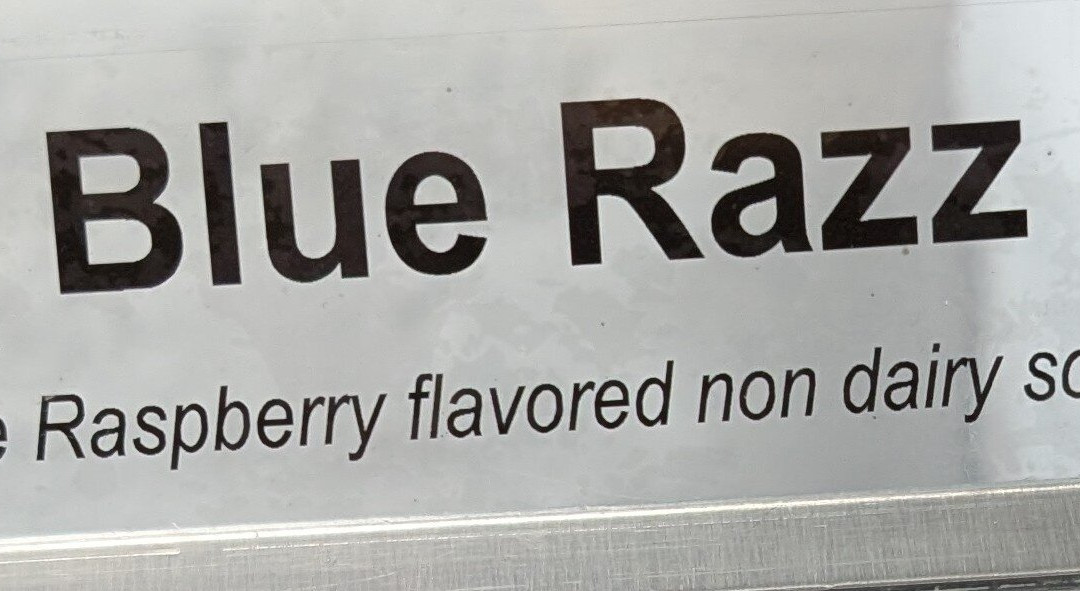 Blue Razz
Raspberry flavored non dairy